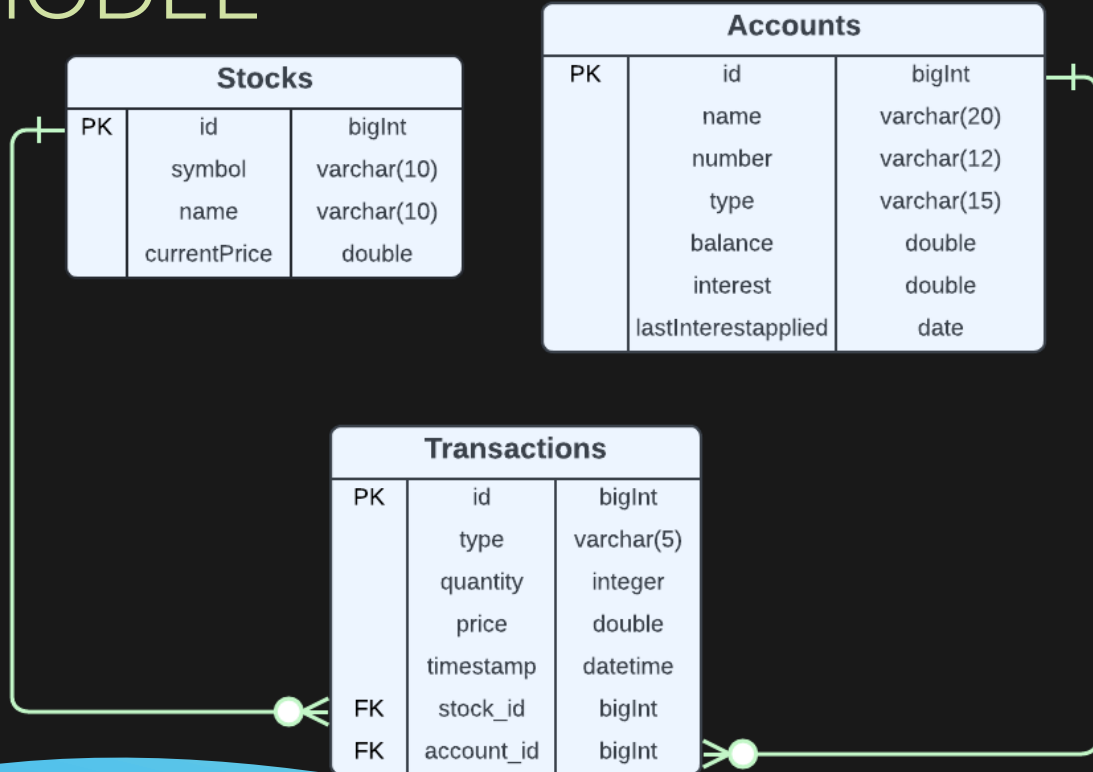 Stocks
PK id bigInt
symbol varchar(10)
name varchar(10)
currentPrice double
Accounts
PK id bigInt
name varchar(20)
number varchar(12)
type varchar(15)
balance double
interest double
lastInterestapplied date
Transactions
PK id bigInt
type varchar(5)
quantity integer
price double
timestamp datetime
FK stock_id bigInt
FK account_id bigInt